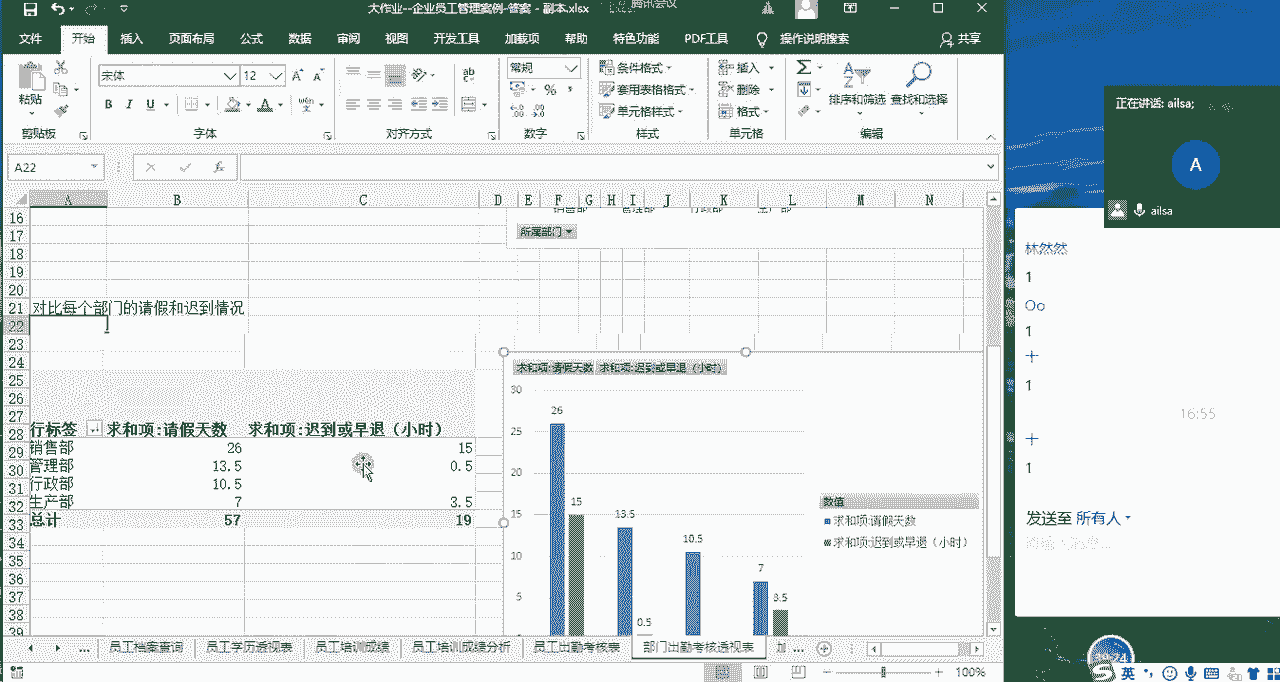 大作业--企业员工管理案例-答案 - 副本.xlsx
腾讯会议
文件 开始 插入 页面布局 公式 数据 审阅 开发工具 加载项 帮助 特色功能 PDF工具 操作说明搜索 共享
粘贴
宋体 12
B I U
常规
条件格式
套用表格格式
单元格样式
插入
删除
格式
排序和筛选 查找和选择
剪贴板 字体 对齐方式 数字 样式 单元格 编辑
A22
A B C D E F G H I J K L M N
16
17
所属部门
18
19
20
21 对比每个部门的请假和迟到情况
22
23
24
25
26
27
28 行标签 求和项:请假天数 求和项:迟到或早退（小时）
29 销售部 26 15
30 管理部 13.5 0.5
31 行政部 10.5
32 生产部 7 3.5
33 总计 57 19
34
35
36
37
38
39
求和项:请假天数 求和项:迟到或早退（小时）
30
25
20
15
10
5
26
15
13.5
0.5
10.5
7
3.5
数值
求和项:请假天数
求和项:迟到或早退（小时）
... 员工档案查询 员工学历透视表 员工培训成绩 员工培训成绩分析 员工出勤考核表 部门出勤考核透视表 ...
100%
正在讲话: ailsa;
A
ailsa
林然然
1
Oo
1
十
1
16:55
十
1
发送至 所有人
英